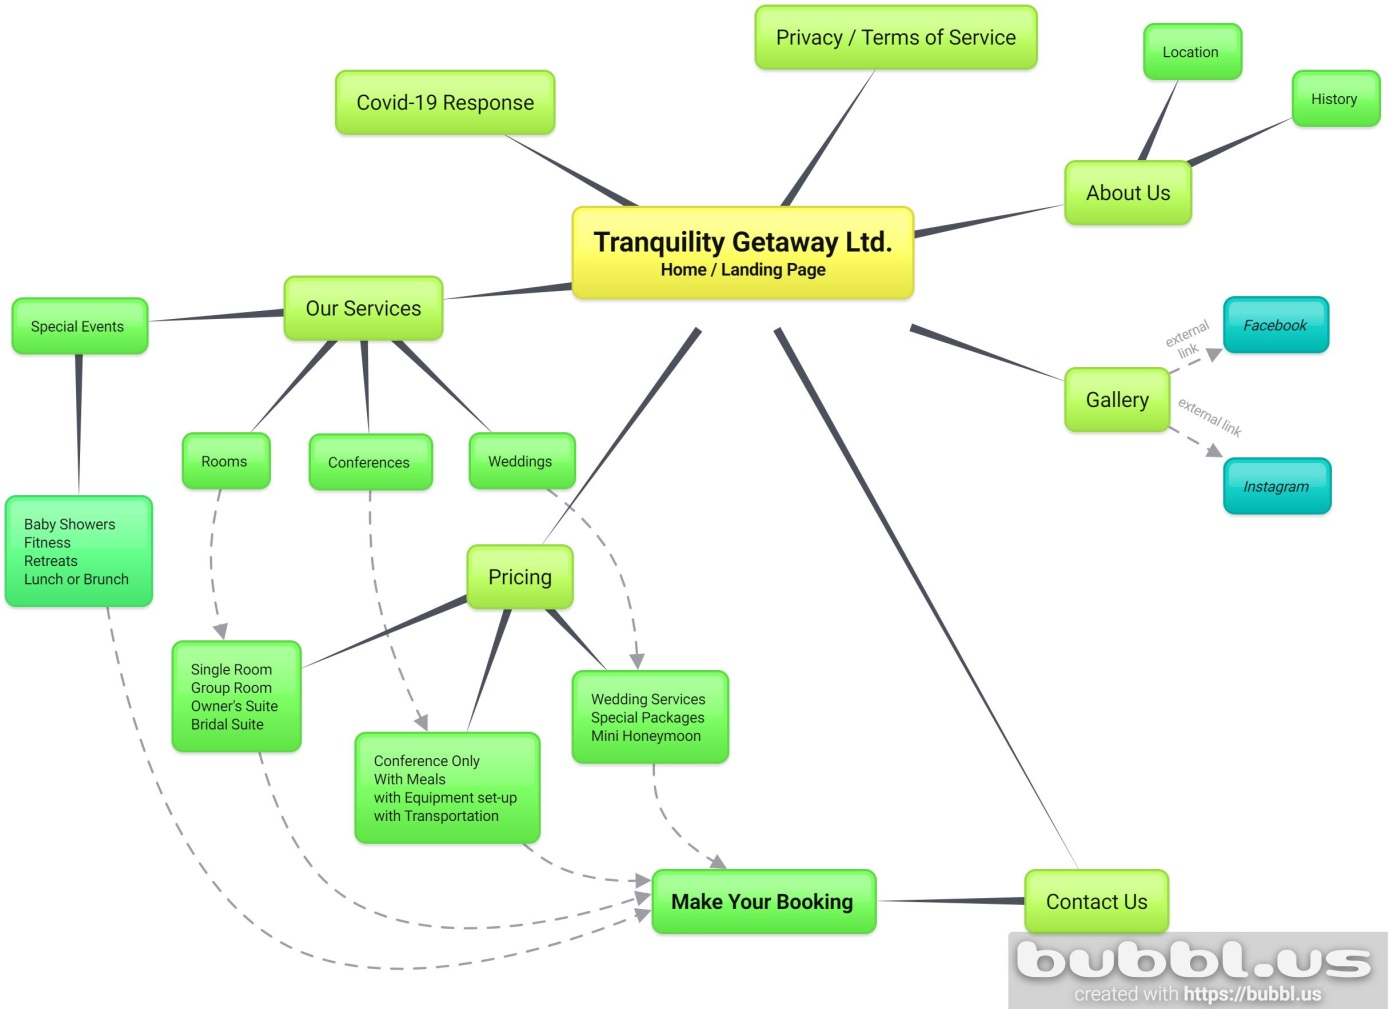 Privacy / Terms of Service
Location
Covid-19 Response
History
About Us
Tranquility Getaway Ltd.
Home / Landing Page
Our Services
Special Events
Facebook
external
link
Gallery
external link
Instagram
Rooms
Conferences
Weddings
Baby Showers
Fitness
Retreats
Lunch or Brunch
Pricing
Single Room
Group Room
Owner's Suite
Bridal Suite
Wedding Services
Special Packages
Mini Honeymoon
Conference Only
With Meals
with Equipment set-up
with Transportation
Make Your Booking
Contact Us
bubbl.us
created with https://bubbl.us